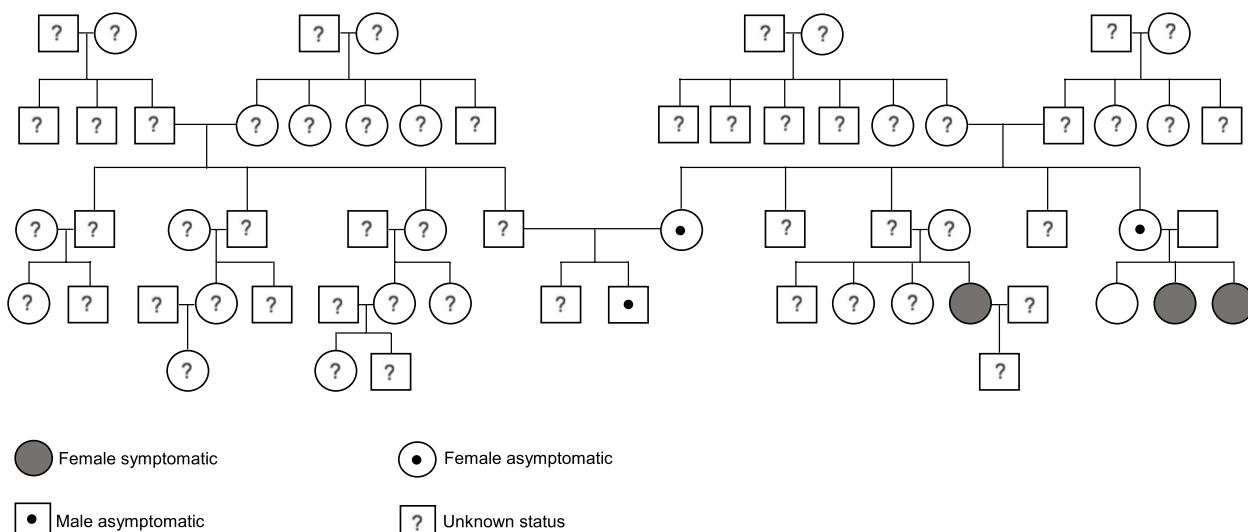 ? ? ? ? ? ? ? ?
? ? ? ? ? ? ? ? ? ? ? ? ? ? ? ? ? ?
? ? ? ? ? ? ? ? ? ? ?
? ? ? ? ? ? ? ? ? ? ? ? ?
? ? ? ?
Female symptomatic
Female asymptomatic
Male asymptomatic
? Unknown status